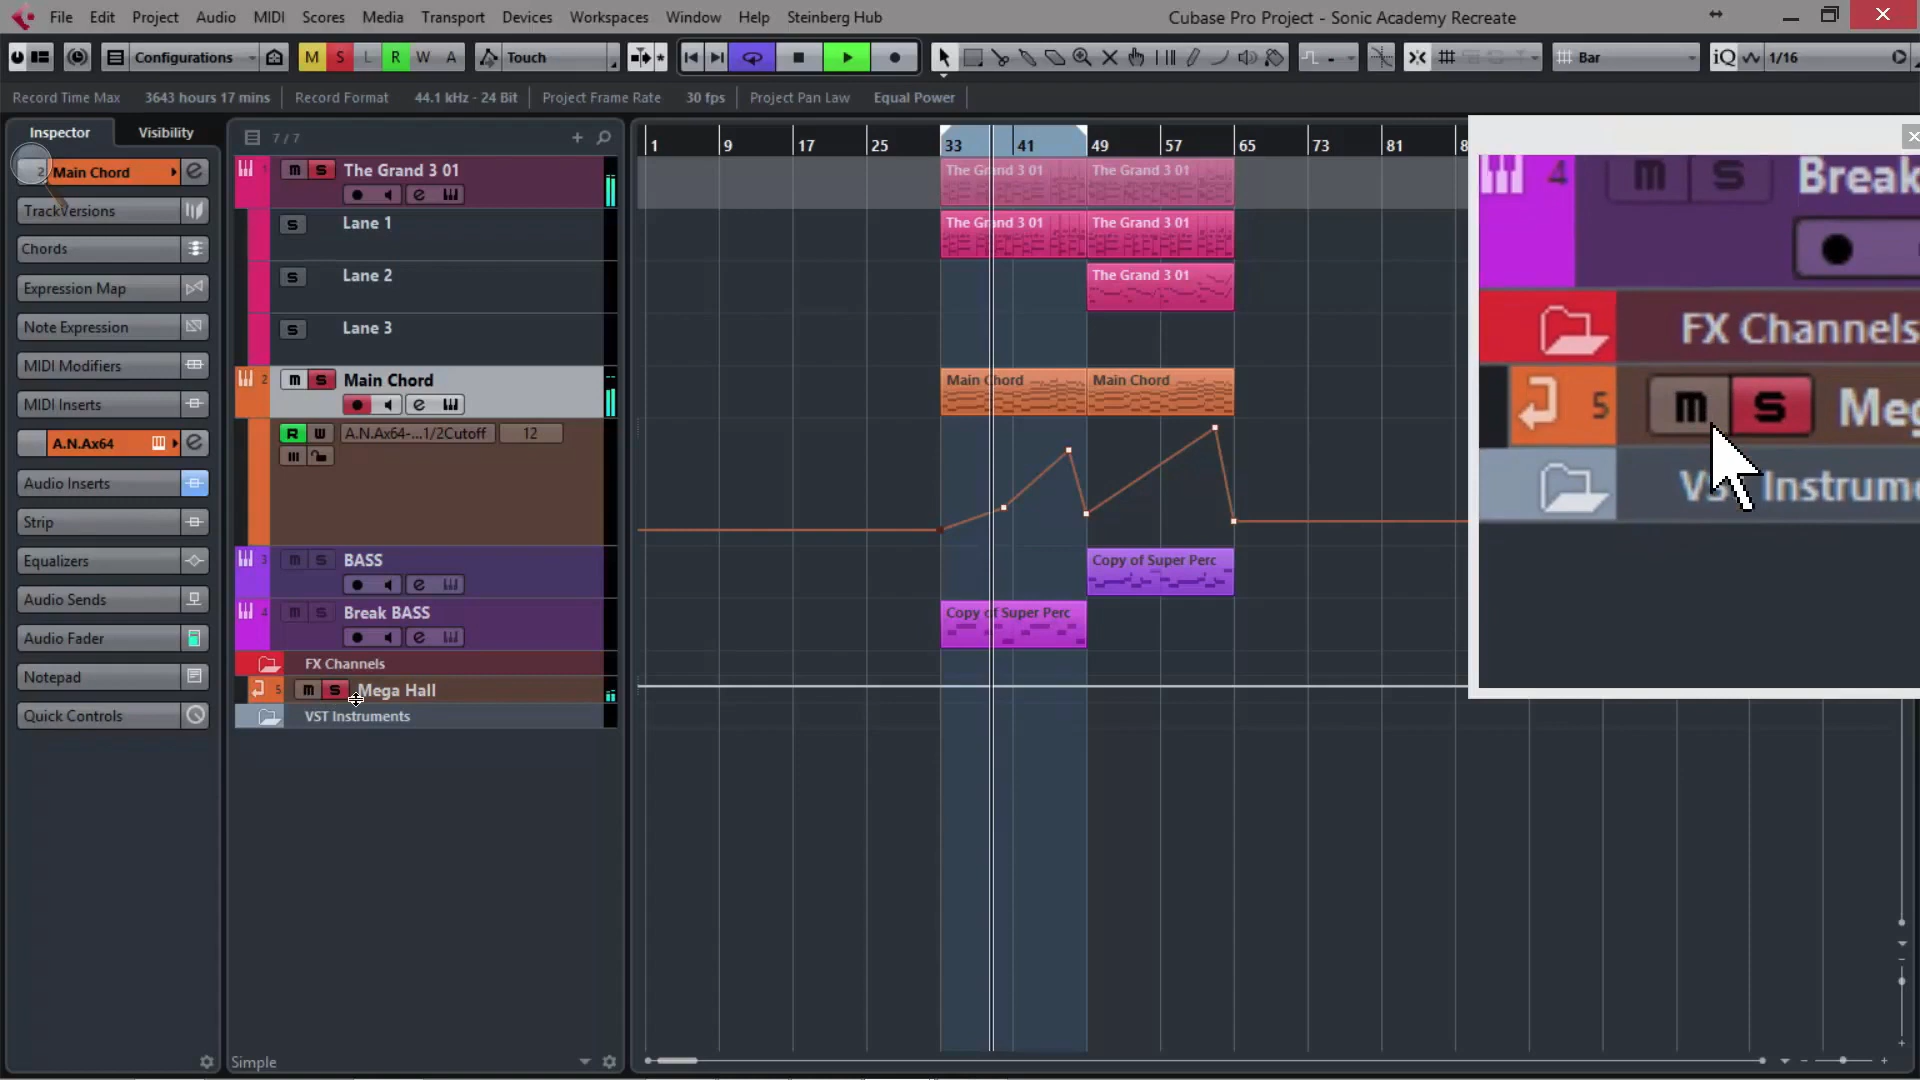 File Edit Project Audio MIDI Scores Media Transport Devices Workspaces Window Help Steinberg Hub Cubase Pro Project - Sonic Academy Recreate
Configurations M S L R W A Touch Bar iQ 1/16
Record Time Max 3643 hours 17 mins Record Format 44.1 kHz - 24 Bit Project Frame Rate 30 fps Project Pan Law Equal Power
Inspector Visibility 7 / 7
1 9 17 25 33 41 49 57 65 73 81
2 Main Chord
TrackVersions
Chords
Expression Map
Note Expression
MIDI Modifiers
MIDI Inserts
A.N.Ax64
Audio Inserts
Strip
Equalizers
Audio Sends
Audio Fader
Notepad
Quick Controls
1 m s The Grand 3 01
s Lane 1
s Lane 2
s Lane 3
2 m s Main Chord
R W A.N.Ax64-...1/2Cutoff 12
3 m s BASS
4 m s Break BASS
FX Channels
5 m s Mega Hall
VST Instruments
Simple
The Grand 3 01 The Grand 3 01
The Grand 3 01 The Grand 3 01
The Grand 3 01
Main Chord Main Chord
Copy of Super Perc
Copy of Super Perc
4 m s Break
FX Channels
5 m s Meg
VST Instrume